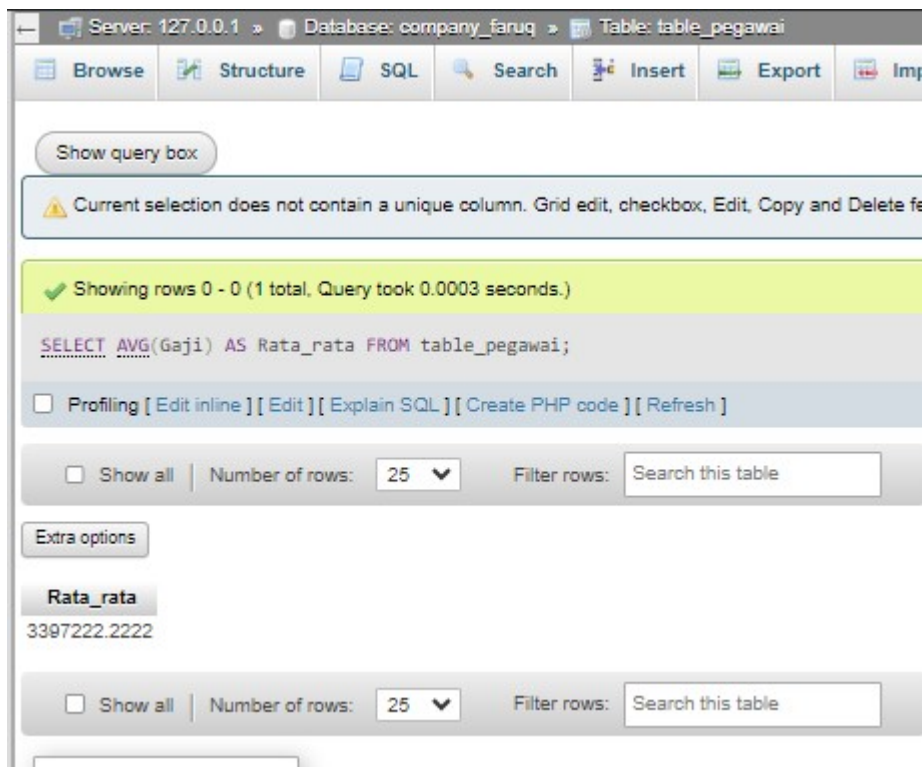 Server: 127.0.0.1 » Database: company_faruq » Table: table_pegawai
Browse Structure SQL Search Insert Export
Show query box
Current selection does not contain a unique column. Grid edit, checkbox, Edit, Copy and Delete
Showing rows 0 - 0 (1 total, Query took 0.0003 seconds.)
SELECT AVG(Gaji) AS Rata_rata FROM table_pegawai;
Profiling [ Edit inline ] [ Edit ] [ Explain SQL ] [ Create PHP code ] [ Refresh ]
Show all | Number of rows: 25 Filter rows: Search this table
Extra options
Rata_rata
3397222.2222
Show all | Number of rows: 25 Filter rows: Search this table